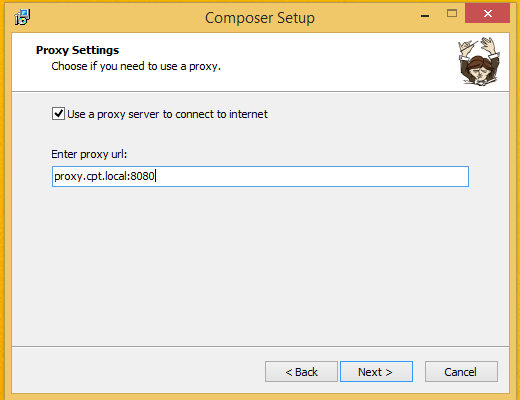 Composer Setup
Proxy Settings
Choose if you need to use a proxy.
Use a proxy server to connect to internet
Enter proxy url:
proxy.cpt.local:8080
< Back
Next >
Cancel